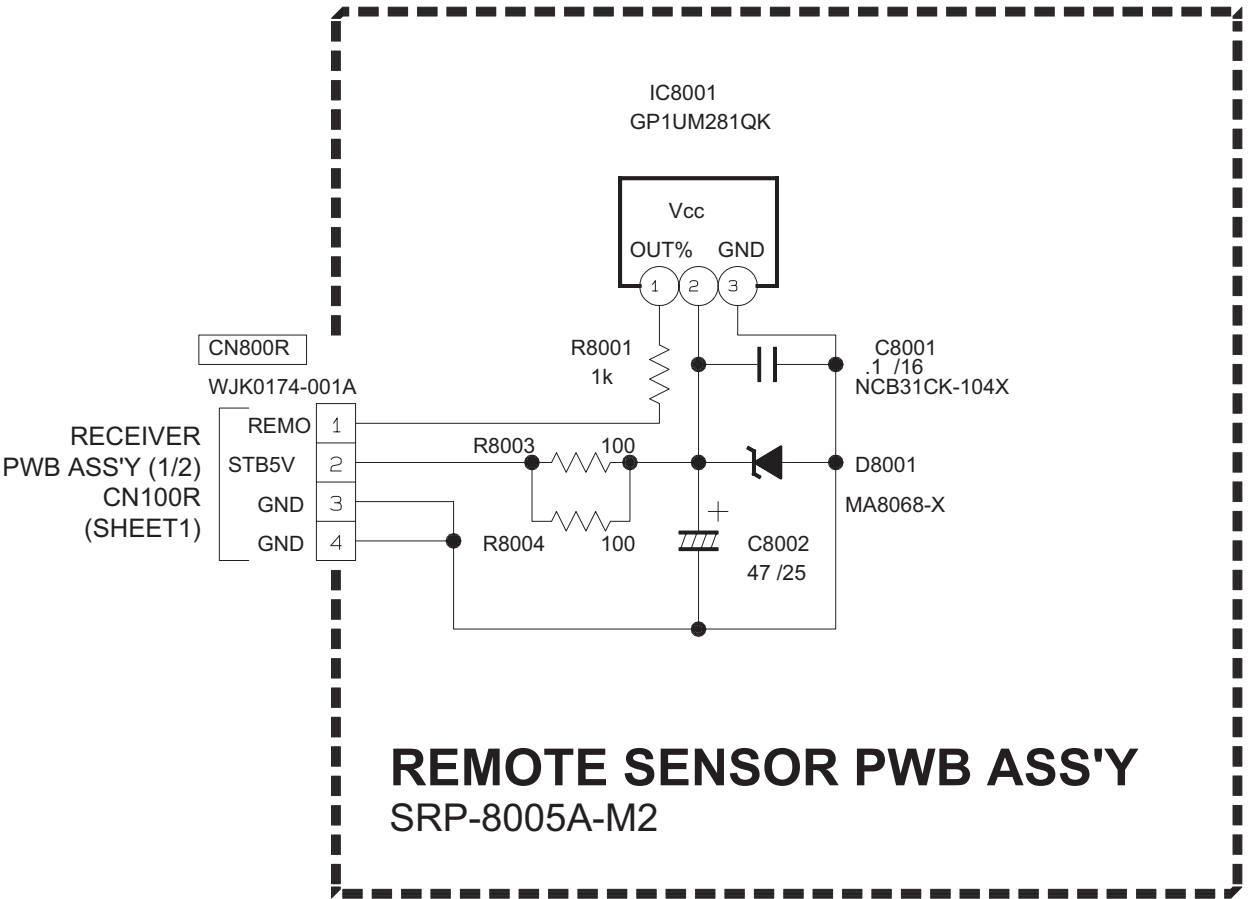 IC8001
GP1UM281QK
Vcc
OUT% GND
1 2 3
CN800R
WJK0174-001A
RECEIVER
PWB ASS'Y (1/2)
CN100R
(SHEET1)
REMO 1
STB5V 2
GND 3
GND 4
R8001
1k
C8001
.1 /16
NCB31CK-104X
R8003 100
R8004 100
D8001
MA8068-X
+
C8002
47 /25
REMOTE SENSOR PWB ASS'Y
SRP-8005A-M2